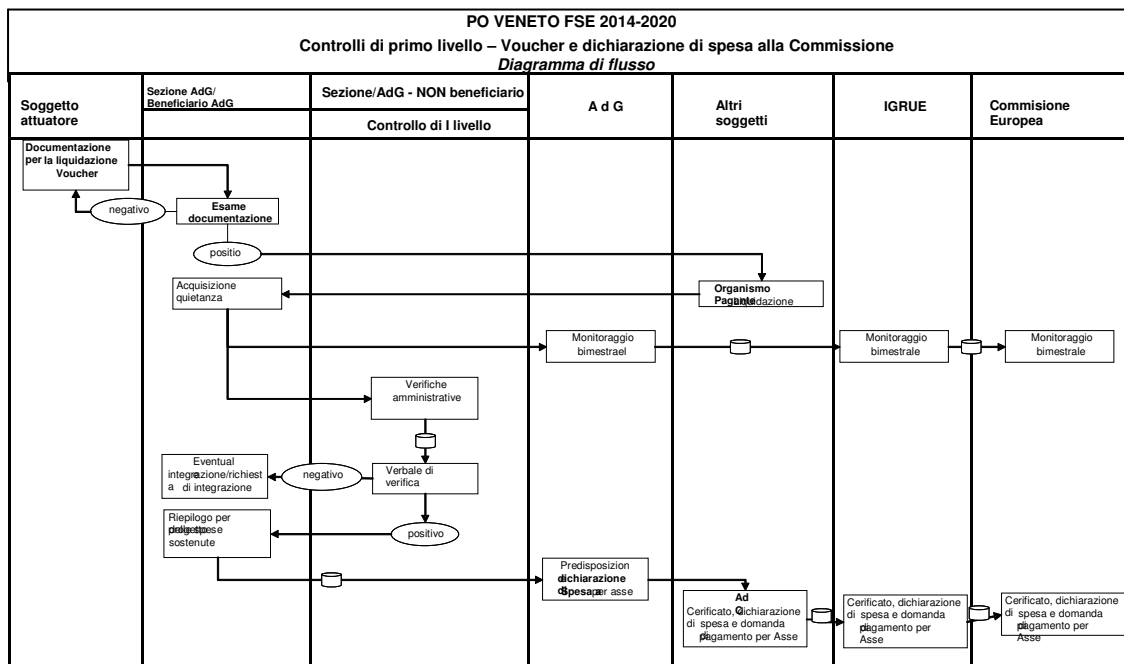 PO VENETO FSE 2014-2020
Controlli di primo livello – Voucher e dichiarazione di spesa alla Commissione
Diagramma di flusso
Soggetto
attuatore
Sezione AdG/
Beneficiario AdG
Sezione/AdG - NON beneficiario
Controllo di I livello
A d G
Altri
soggetti
IGRUE
Commisione
Europea
Documentazione
per la liquidazione
Voucher
negativo
Esame
documentazione
positio
Acquisizione
quietanza
Organismo
Pagante Liquidazione
Monitoraggio
bimestrael
Monitoraggio
bimestrale
Monitoraggio
bimestrale
Verifiche
amministrative
Eventual
integrazione/richiest
a di integrazione
negativo
Verbale di
verifica
Riepilogo per
sostenute
positivo
Predisposizion
dichiarazione
Spesa per asse
Ad
G
Cerificato, dichiarazione
di spesa e domanda
pagamento per Asse
Cerificato, dichiarazione
di spesa e domanda
pagamento per
Asse
Cerificato, dichiarazione
di spesa e domanda
pagamento per
Asse